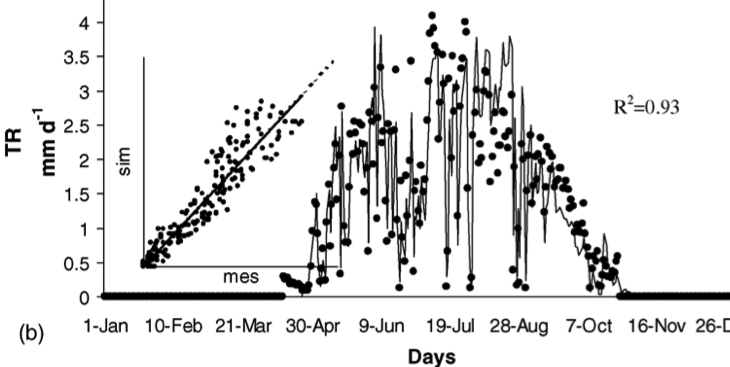 4
3.5
3
2.5
2
1.5
1
0.5
0
TR
mm d⁻¹
sim
mes
R²=0.93
1-Jan 10-Feb 21-Mar 30-Apr 9-Jun 19-Jul 28-Aug 7-Oct 16-Nov 26-D
(b)
Days